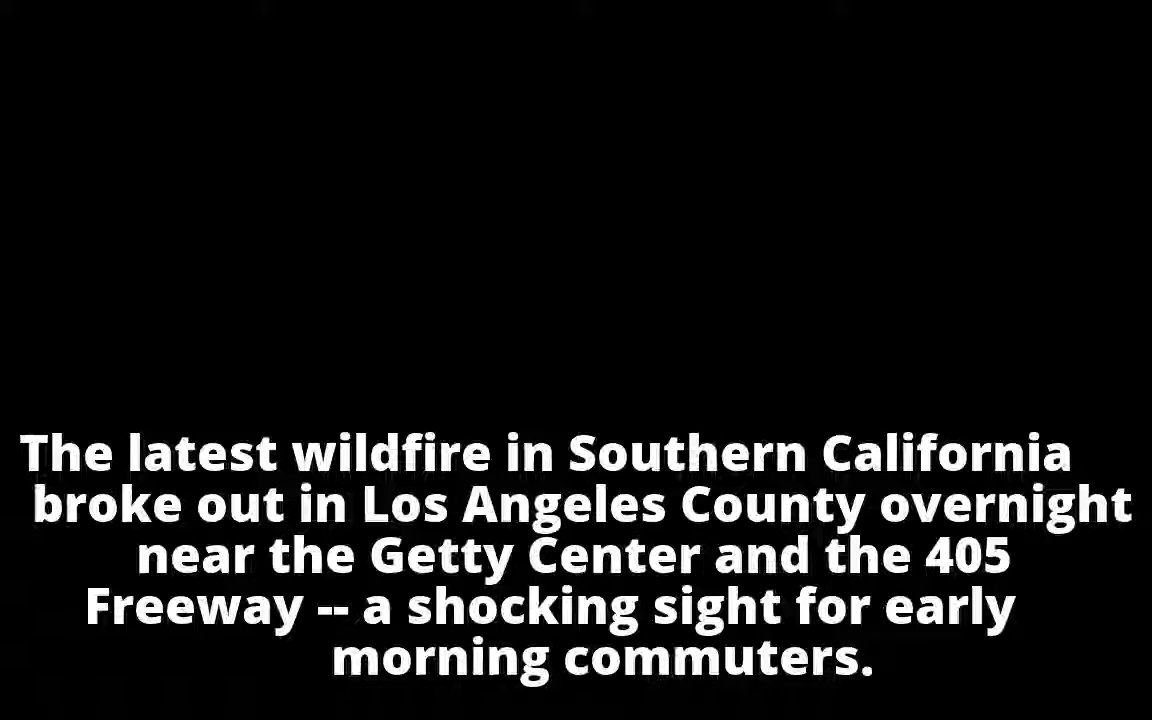 The latest wildfire in Southern California
broke out in Los Angeles County overnight
near the Getty Center and the 405
Freeway -- a shocking sight for early
morning commuters.